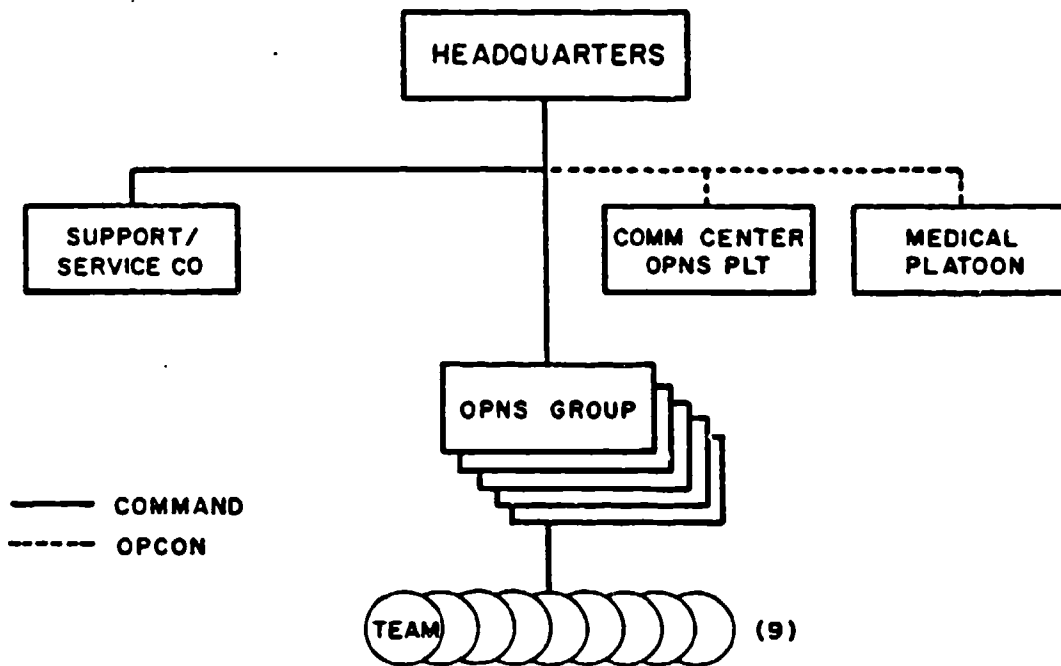 HEADQUARTERS
SUPPORT/
SERVICE CO
COMM CENTER
OPNS PLT
MEDICAL
PLATOON
OPNS GROUP
COMMAND
OPCON
TEAM
(9)